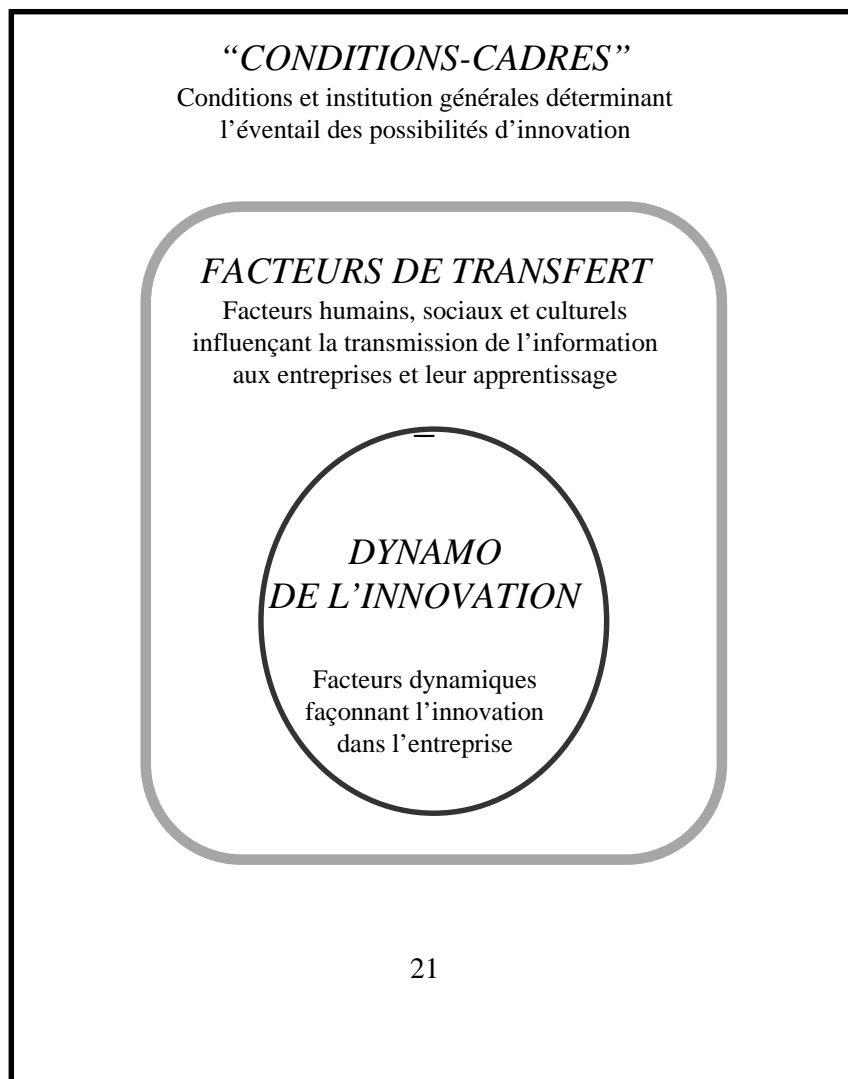 “CONDITIONS-CADRES”
Conditions et institution générales déterminant
l’éventail des possibilités d’innovation
FACTEURS DE TRANSFERT
Facteurs humains, sociaux et culturels
influençant la transmission de l’information
aux entreprises et leur apprentissage
DYNAMO
DE L’INNOVATION
Facteurs dynamiques
façonnant l’innovation
dans l’entreprise
21